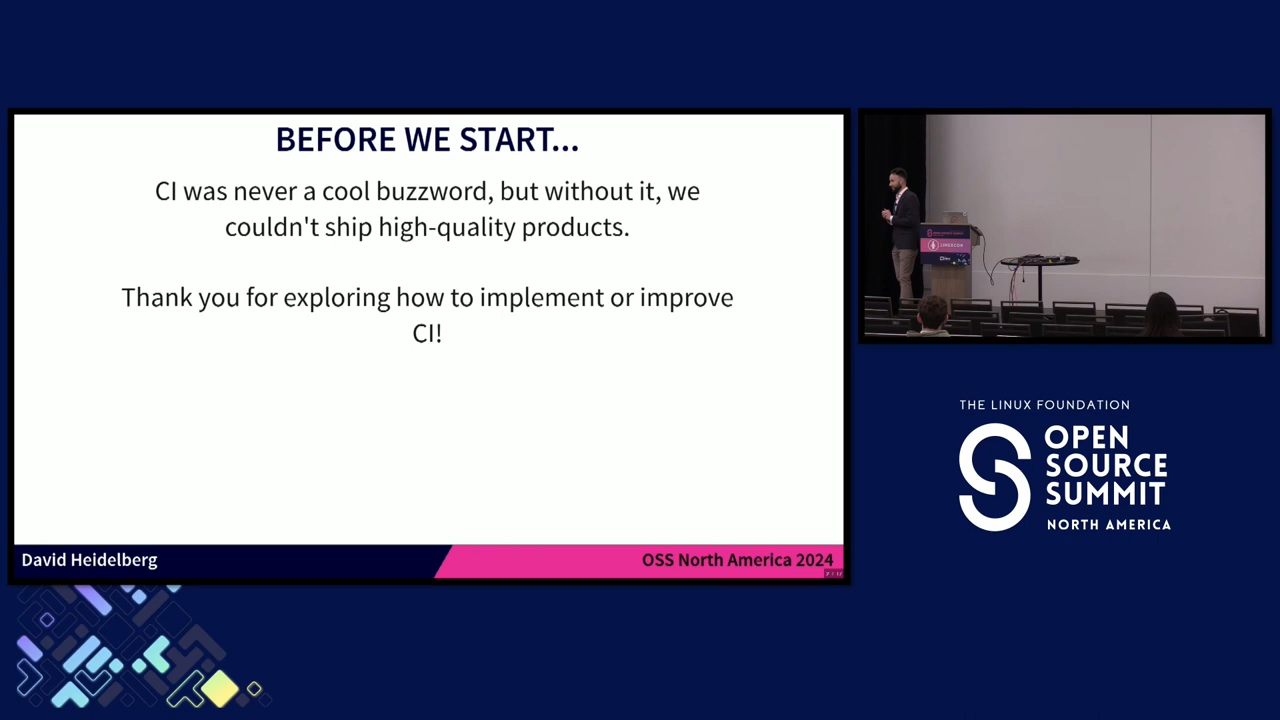 BEFORE WE START...
CI was never a cool buzzword, but without it, we
couldn't ship high-quality products.
Thank you for exploring how to implement or improve
CI!
David Heidelberg
OSS North America 2024
LINUXCON
THE LINUX FOUNDATION
OPEN
SOURCE
SUMMIT
NORTH AMERICA